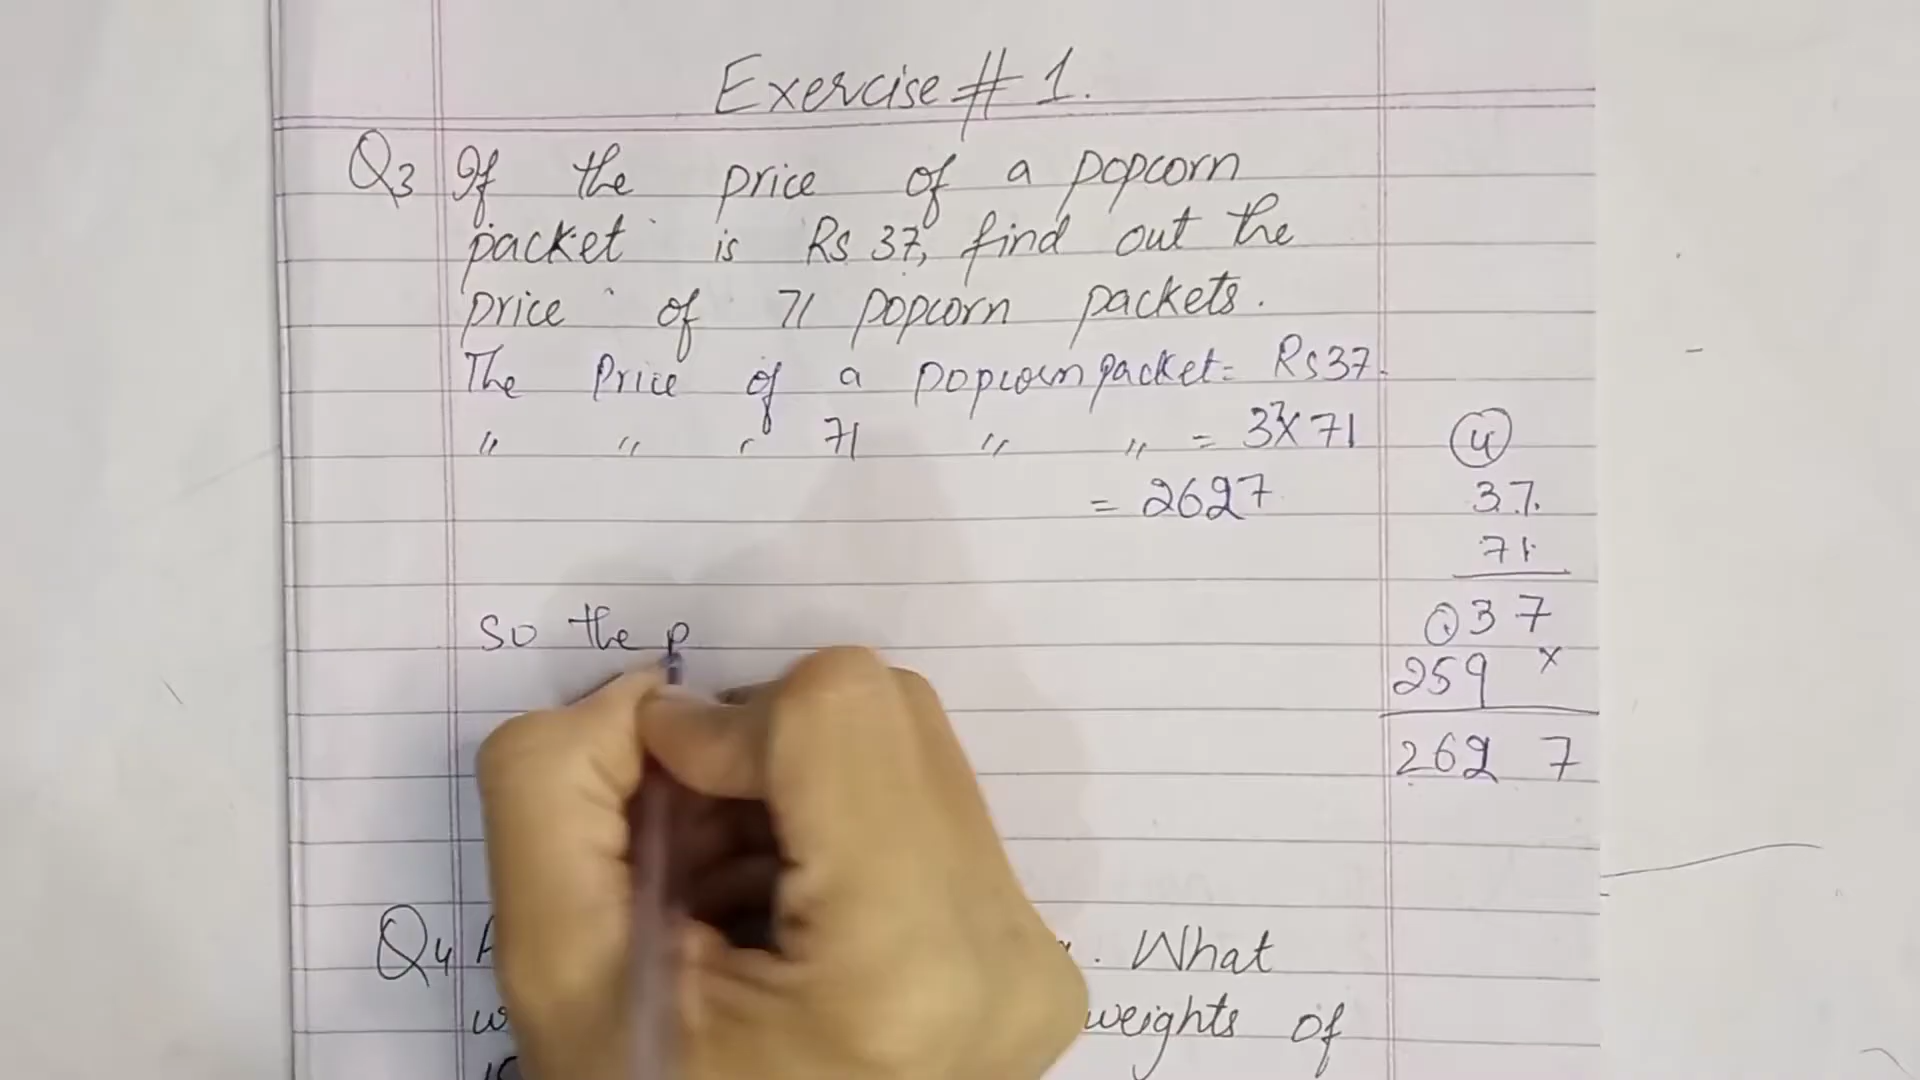 Exercise # 1.
Q3 If the price of a popcorn
packet is Rs 37, find out the
price of 71 popcorn packets.
The Price of a popcorn packet = Rs 37.
" " " 71 " " = 37x71
= 2627
4
37
71
037
259 x
2627
So the p
Q4 . What
weights of